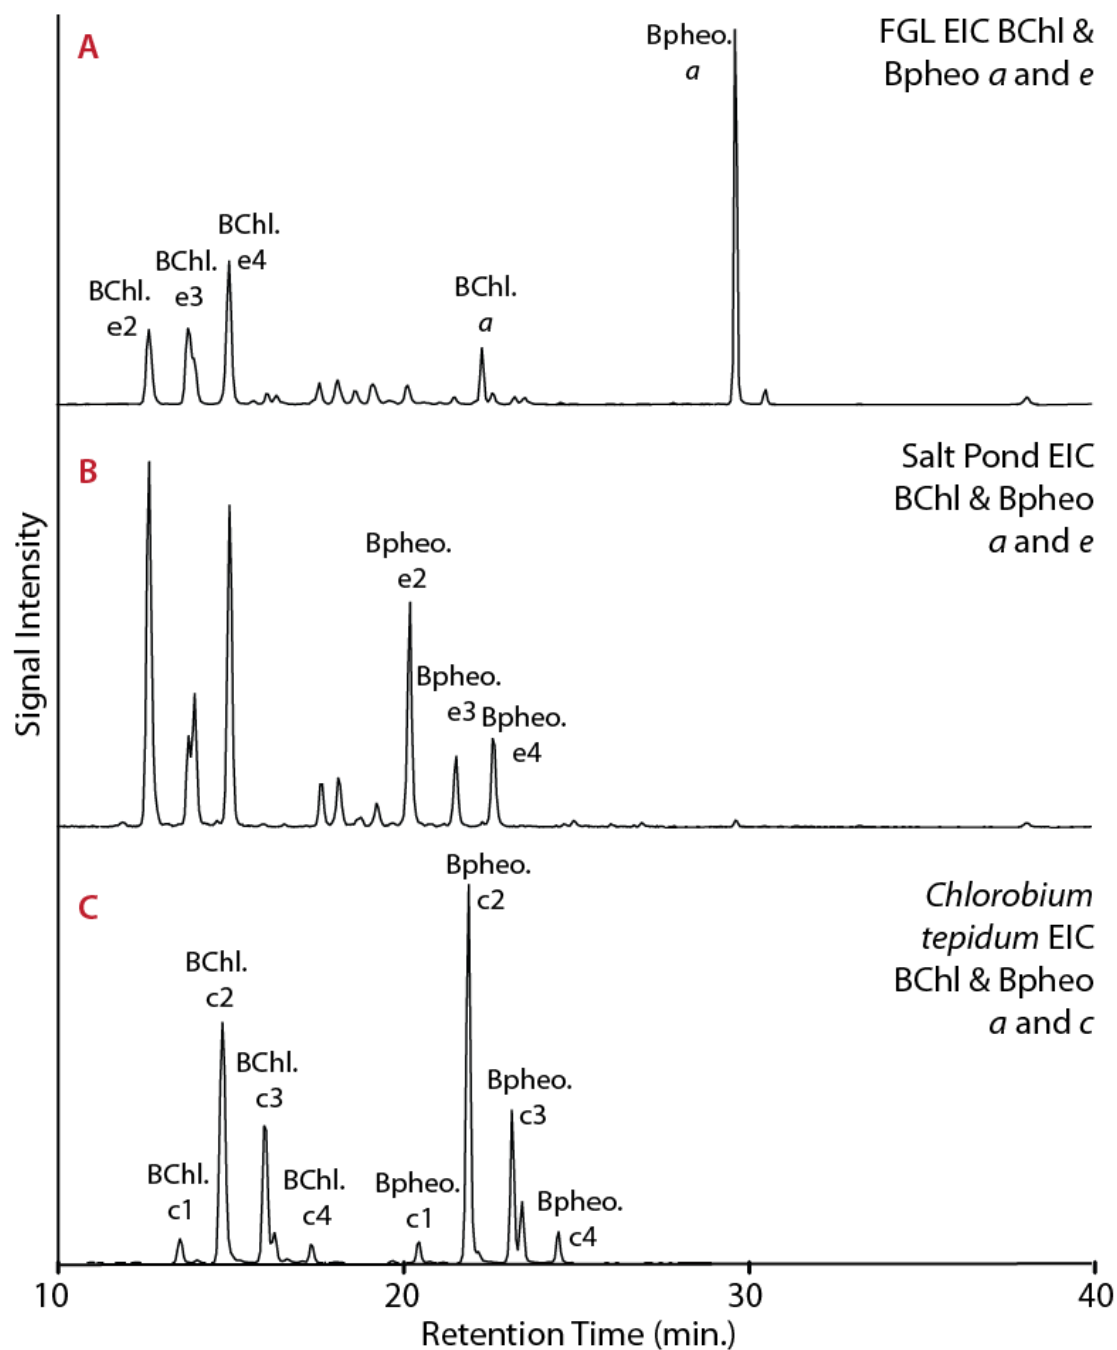 A
FGL EIC BChl &
Bpheo a and e
Bpheo.
a
BChl.
e4
BChl.
e3
BChl.
e2
BChl.
a
B
Salt Pond EIC
BChl & Bpheo
a and e
Bpheo.
e2
Bpheo.
e3
Bpheo.
e4
Signal Intensity
C
Chlorobium
tepidum EIC
BChl & Bpheo
a and c
Bpheo.
c2
BChl.
c2
BChl.
c3
Bpheo.
c3
BChl.
c1
BChl.
c4
Bpheo.
c1
Bpheo.
c4
10
20
30
40
Retention Time (min.)